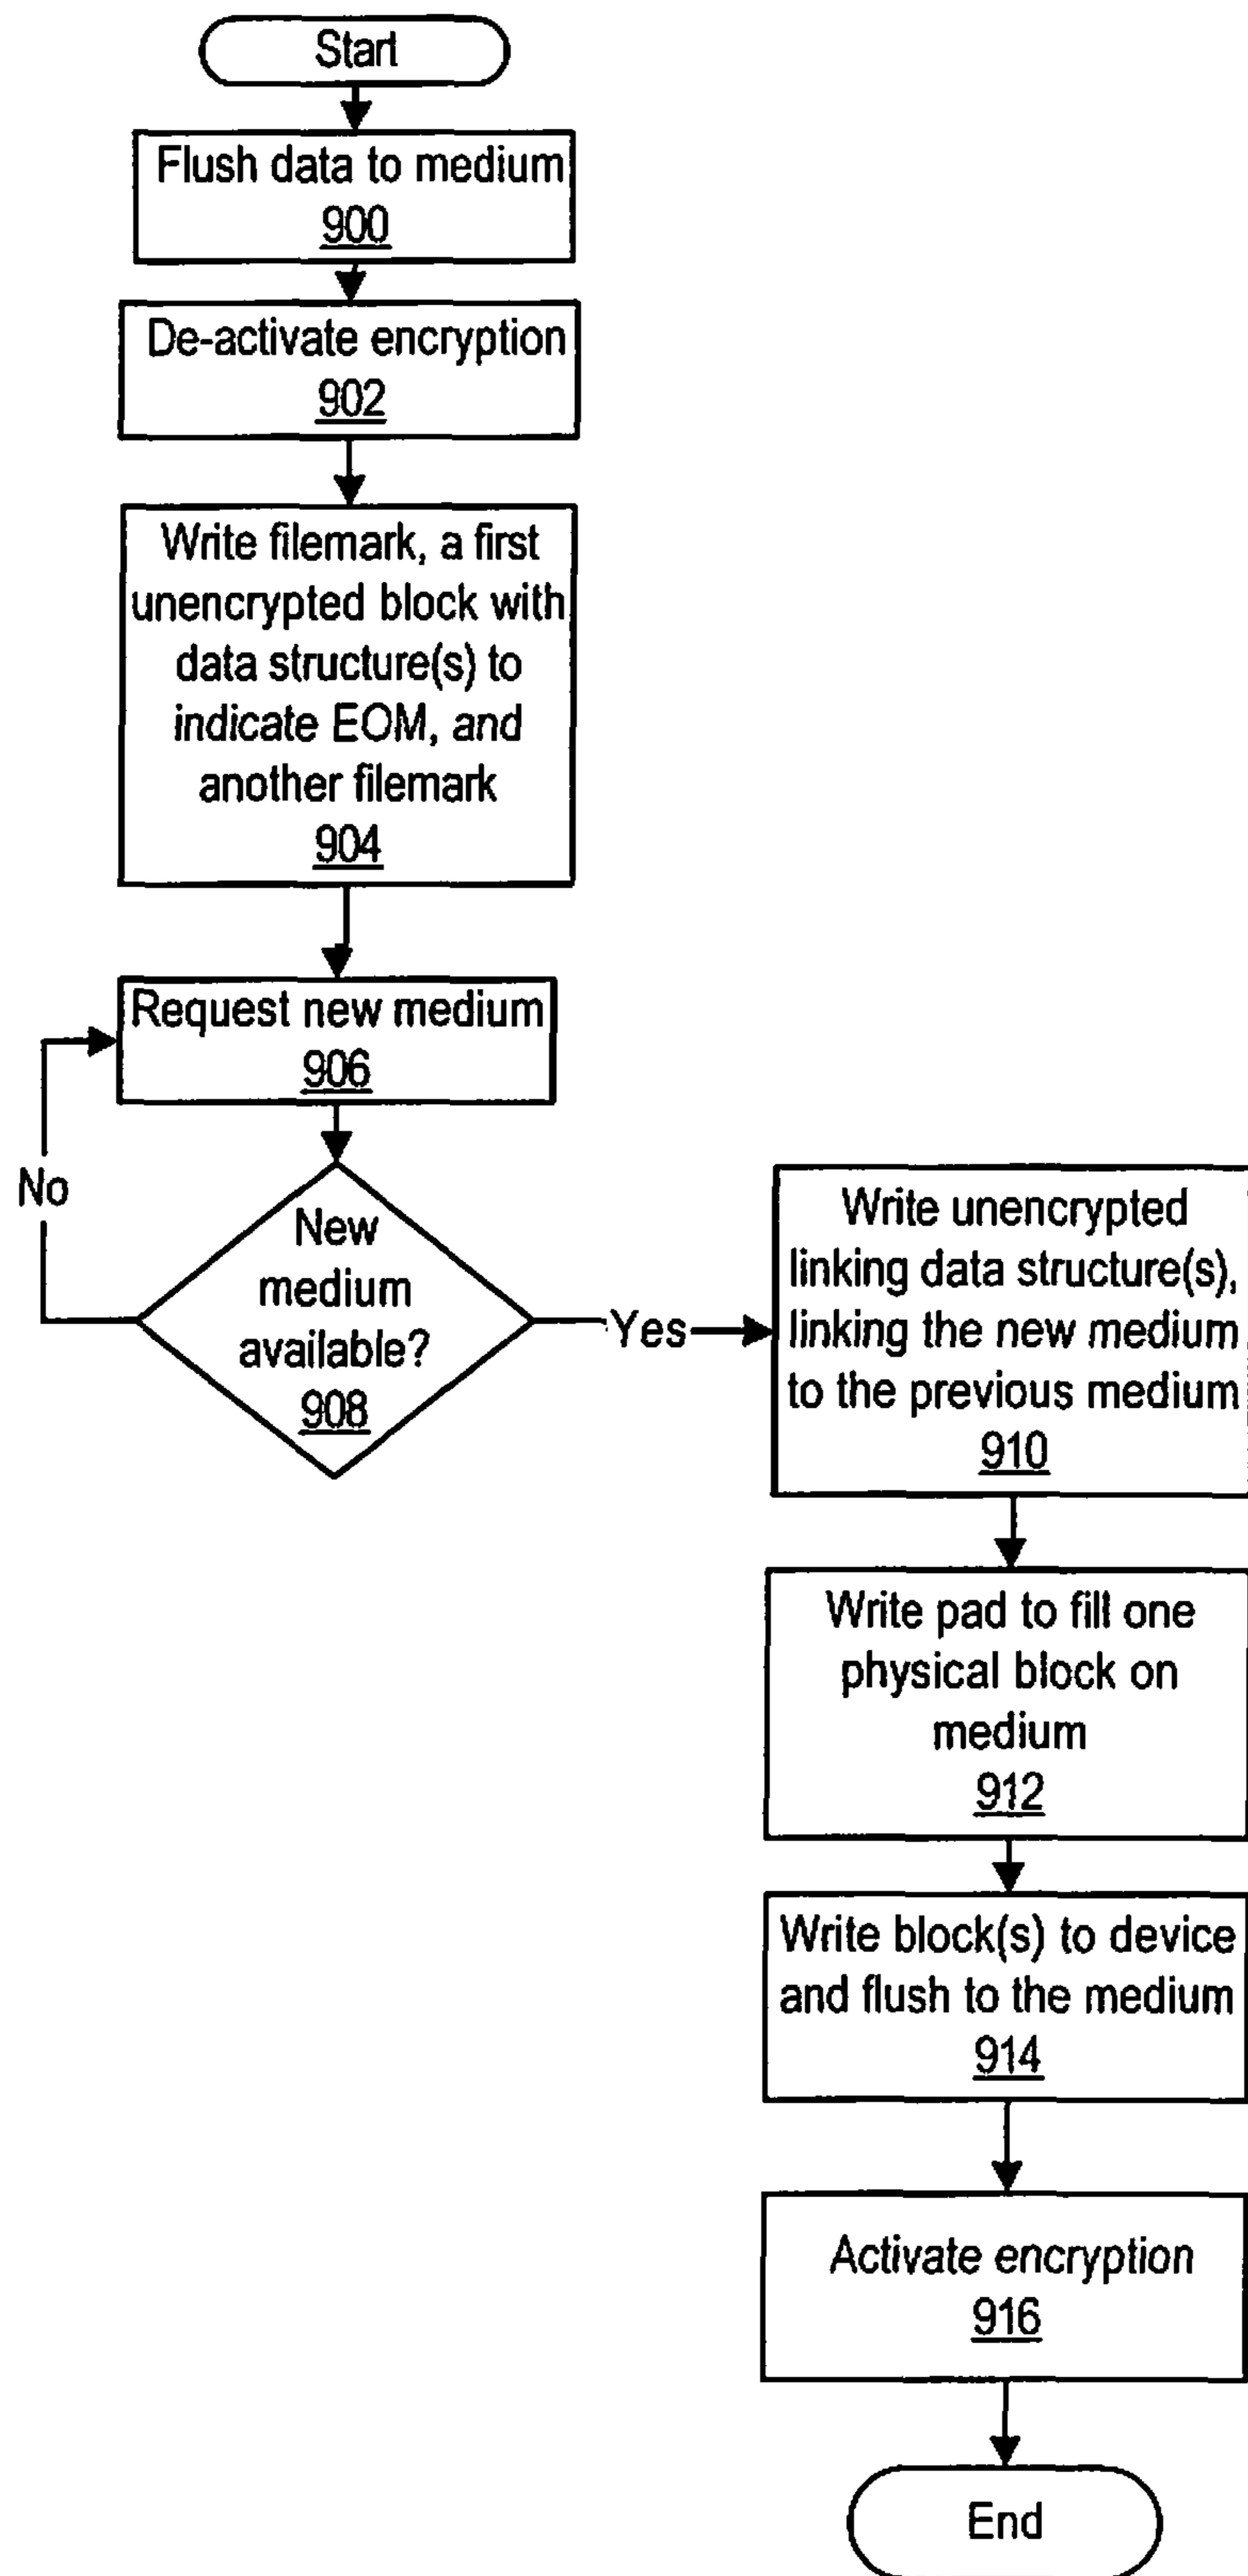 Start
Flush data to medium
900
De-activate encryption
902
Write filemark, a first
unencrypted block with
data structure(s) to
indicate EOM, and
another filemark
904
Request new medium
906
No
New
medium
available?
908
Yes
Write unencrypted
linking data structure(s),
linking the new medium
to the previous medium
910
Write pad to fill one
physical block on
medium
912
Write block(s) to device
and flush to the medium
914
Activate encryption
916
End